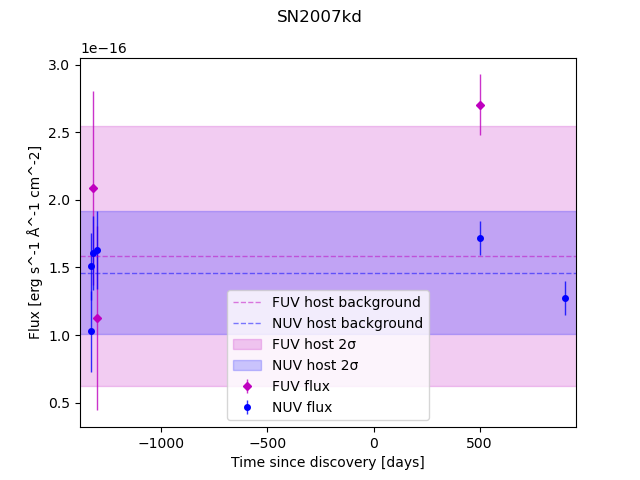 SN2007kd
1e−16
3.0
2.5
2.0
1.5
1.0
0.5
Flux [erg s^-1 Å^-1 cm^-2]
FUV host background
NUV host background
FUV host 2σ
NUV host 2σ
FUV flux
NUV flux
−1000
−500
0
500
Time since discovery [days]